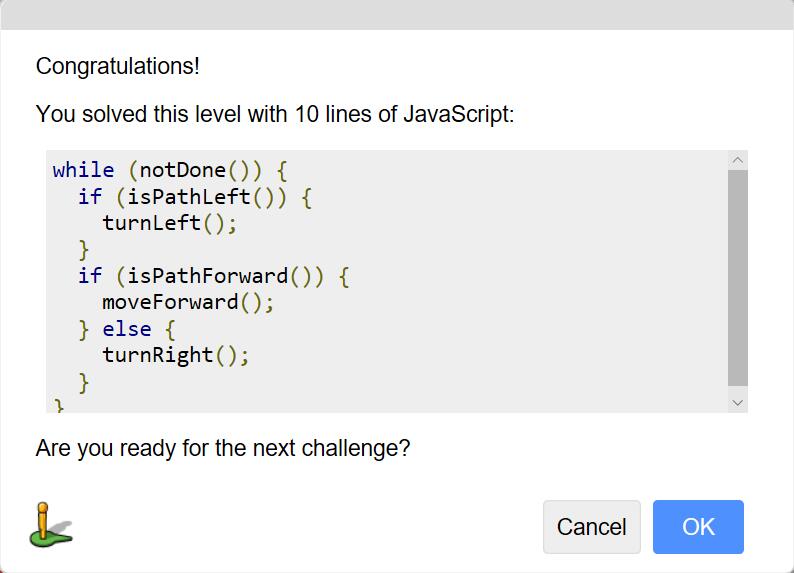 Congratulations!
You solved this level with 10 lines of JavaScript:
while (notDone()) {
  if (isPathLeft()) {
    turnLeft();
  }
  if (isPathForward()) {
    moveForward();
  } else {
    turnRight();
  }
}
Are you ready for the next challenge?
Cancel OK